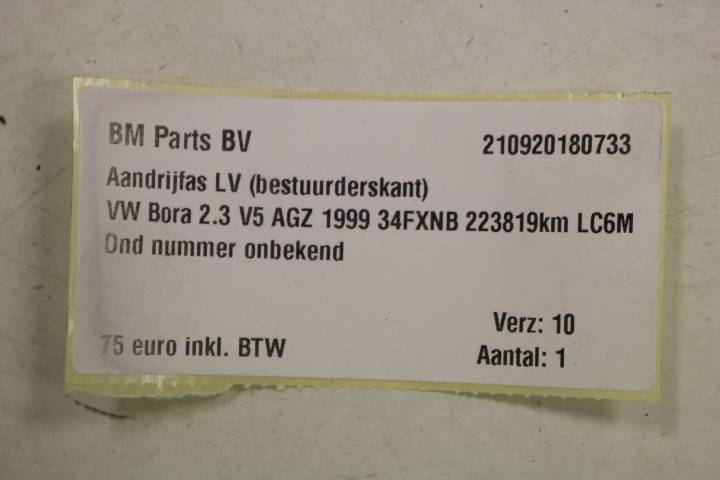 BM Parts BV 210920180733
Aandrijfas LV (bestuurderskant)
VW Bora 2.3 V5 AGZ 1999 34FXNB 223819km LC6M
Ond nummer onbekend
Verz: 10
75 euro inkl. BTW Aantal: 1